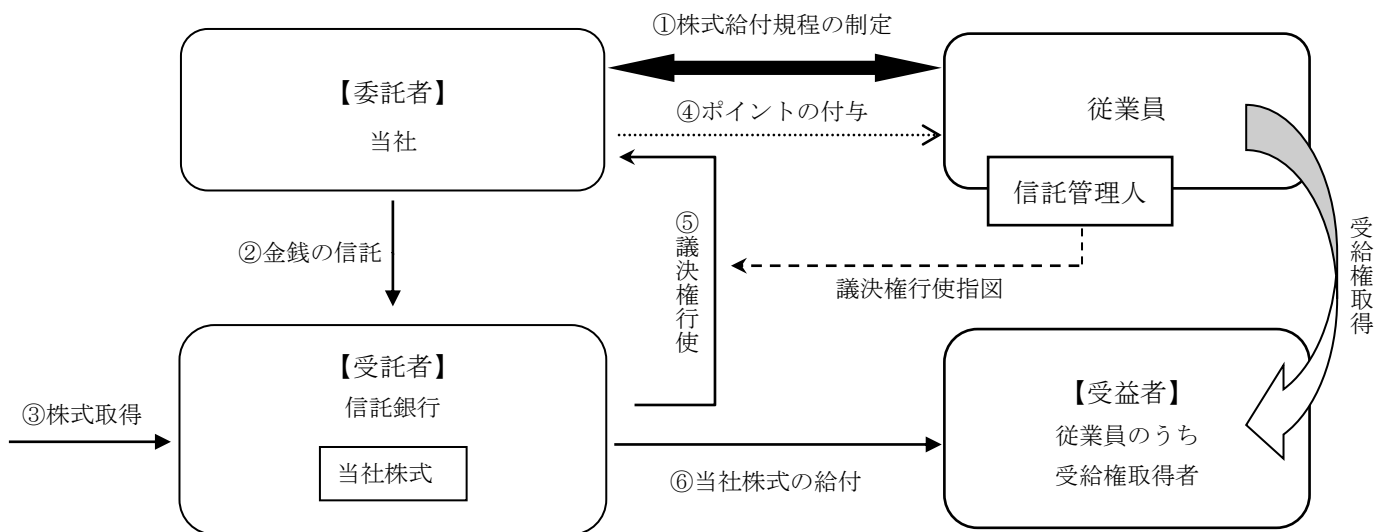 ①株式給付規程の制定
【委託者】
当社
④ポイントの付与
従業員
信託管理人
②金銭の信託
⑤議決権行使
議決権行使指図
受給権取得
【受託者】
信託銀行
当社株式
③株式取得
⑥当社株式の給付
【受益者】
従業員のうち
受給権取得者